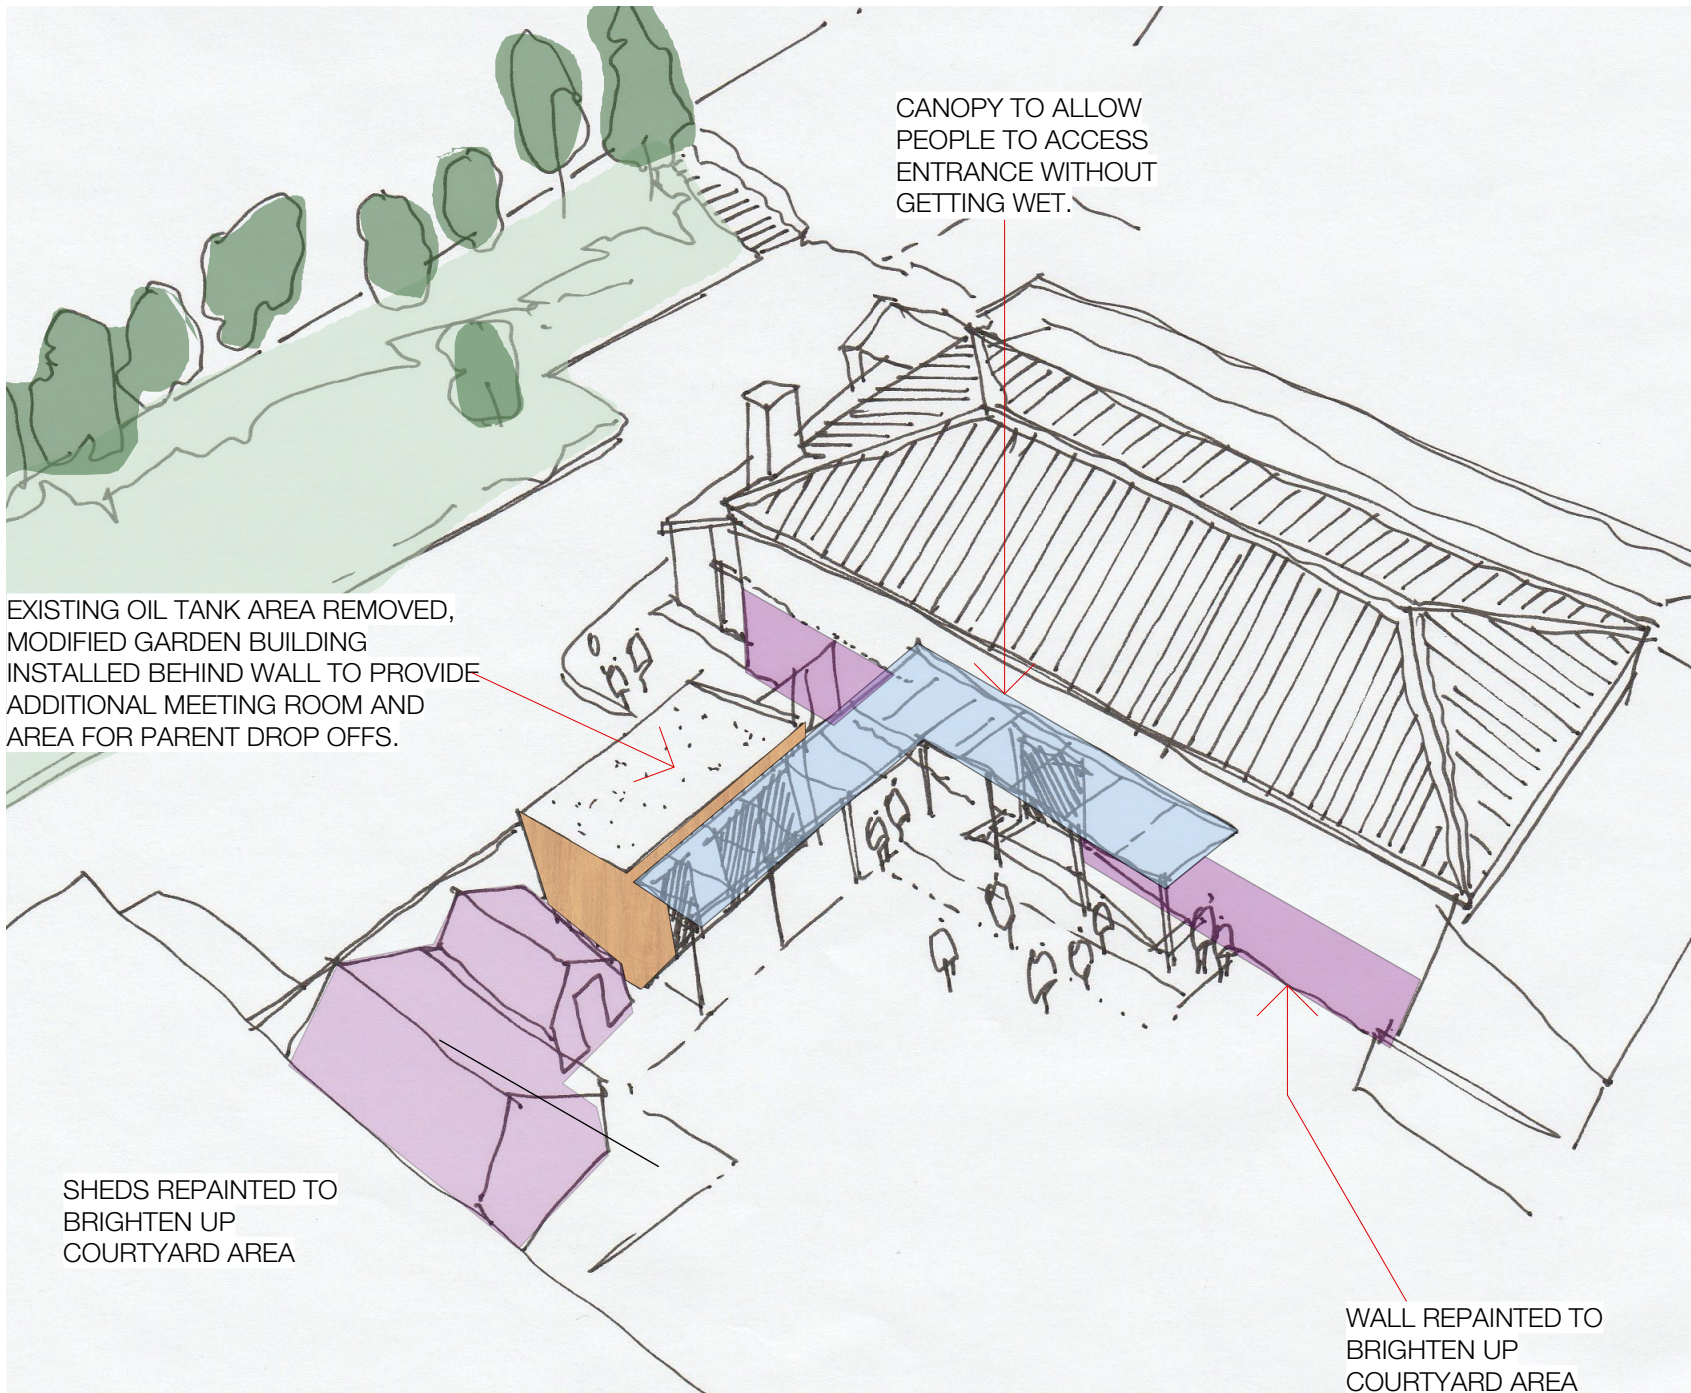 CANOPY TO ALLOW
PEOPLE TO ACCESS
ENTRANCE WITHOUT
GETTING WET.
EXISTING OIL TANK AREA REMOVED,
MODIFIED GARDEN BUILDING
INSTALLED BEHIND WALL TO PROVIDE
ADDITIONAL MEETING ROOM AND
AREA FOR PARENT DROP OFFS.
SHEDS REPAINTED TO
BRIGHTEN UP
COURTYARD AREA
WALL REPAINTED TO
BRIGHTEN UP
COURTYARD AREA